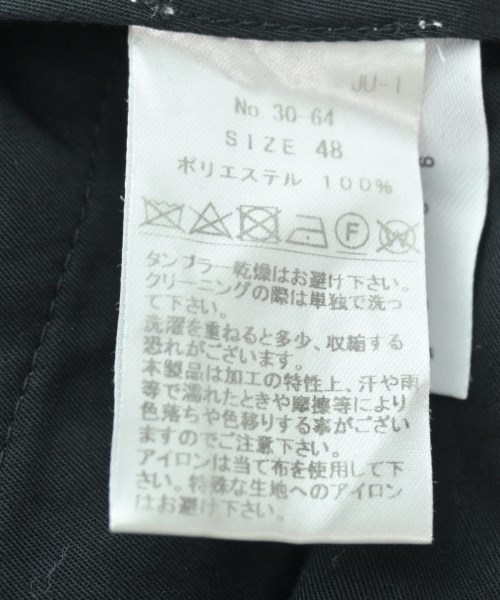 JU-1
No. 30-64
SIZE 48
ポリエステル 100%
タンブラー乾燥はお避け下さい。
クリーニングの際は単独で洗っ
て下さい。
洗濯を重ねると多少、収縮する
恐れがございます。
本製品は加工の特性上、汗や雨
等で濡れたときや摩擦等により
色落ちや色移りする事がござい
ますのでご注意下さい。
アイロンは当て布を使用して下
さい。特殊な生地へのアイロン
はお避け下さい。